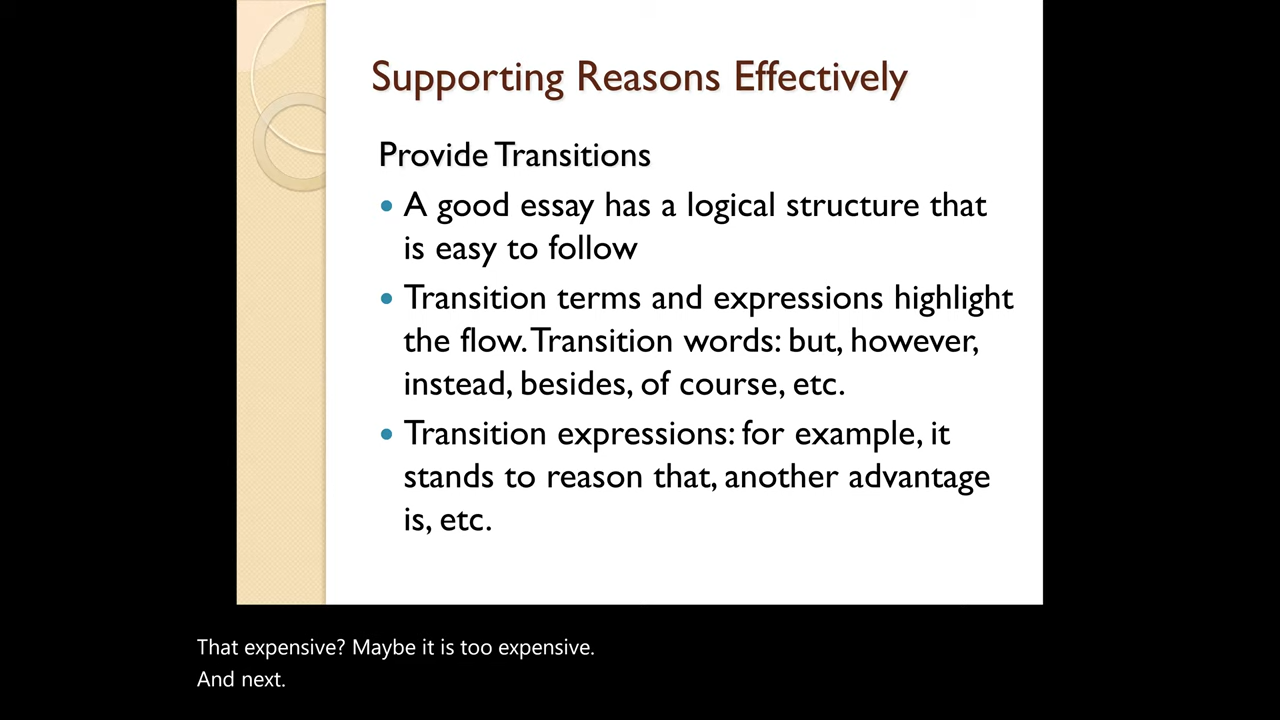 Supporting Reasons Effectively
Provide Transitions
• A good essay has a logical structure that
is easy to follow
• Transition terms and expressions highlight
the flow. Transition words: but, however,
instead, besides, of course, etc.
• Transition expressions: for example, it
stands to reason that, another advantage
is, etc.
That expensive? Maybe it is too expensive.
And next.